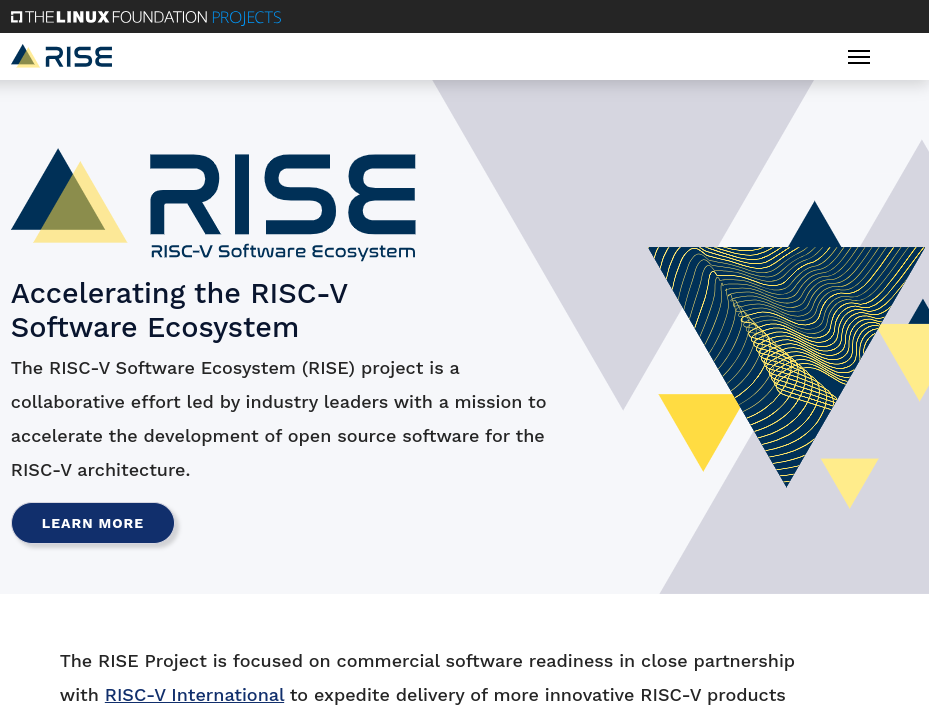 THE LINUX FOUNDATION PROJECTS
RISE
RISE
RISC-V Software Ecosystem
Accelerating the RISC-V
Software Ecosystem
The RISC-V Software Ecosystem (RISE) project is a
collaborative effort led by industry leaders with a mission to
accelerate the development of open source software for the
RISC-V architecture.
LEARN MORE
The RISE Project is focused on commercial software readiness in close partnership
with RISC-V International to expedite delivery of more innovative RISC-V products